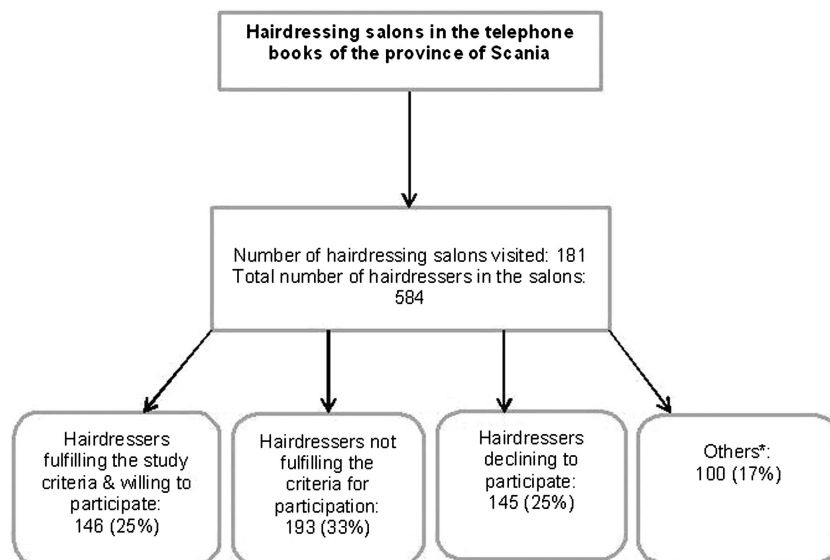 Hairdressing salons in the telephone
books of the province of Scania
Number of hairdressing salons visited: 181
Total number of hairdressers in the salons:
584
Hairdressers
fulfilling the study
criteria & willing to
participate:
146 (25%)
Hairdressers not
fulfilling the
criteria for
participation:
193 (33%)
Hairdressers
declining to
participate:
145 (25%)
Others*:
100 (17%)